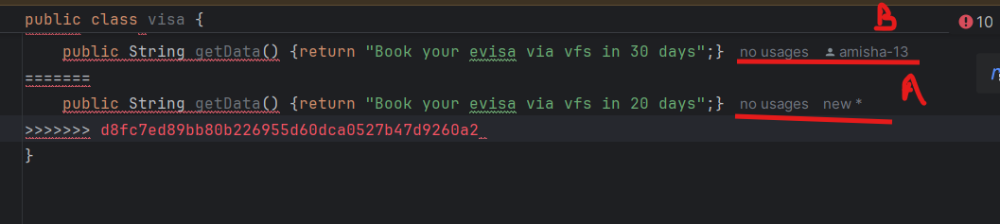 public class visa {
B
10
public String getData() {return "Book your evisa via vfs in 30 days";} no usages amisha-13
=======
A
public String getData() {return "Book your evisa via vfs in 20 days";} no usages new *
>>>>>>> d8fc7ed89bb80b226955d60dca0527b47d9260a2
}